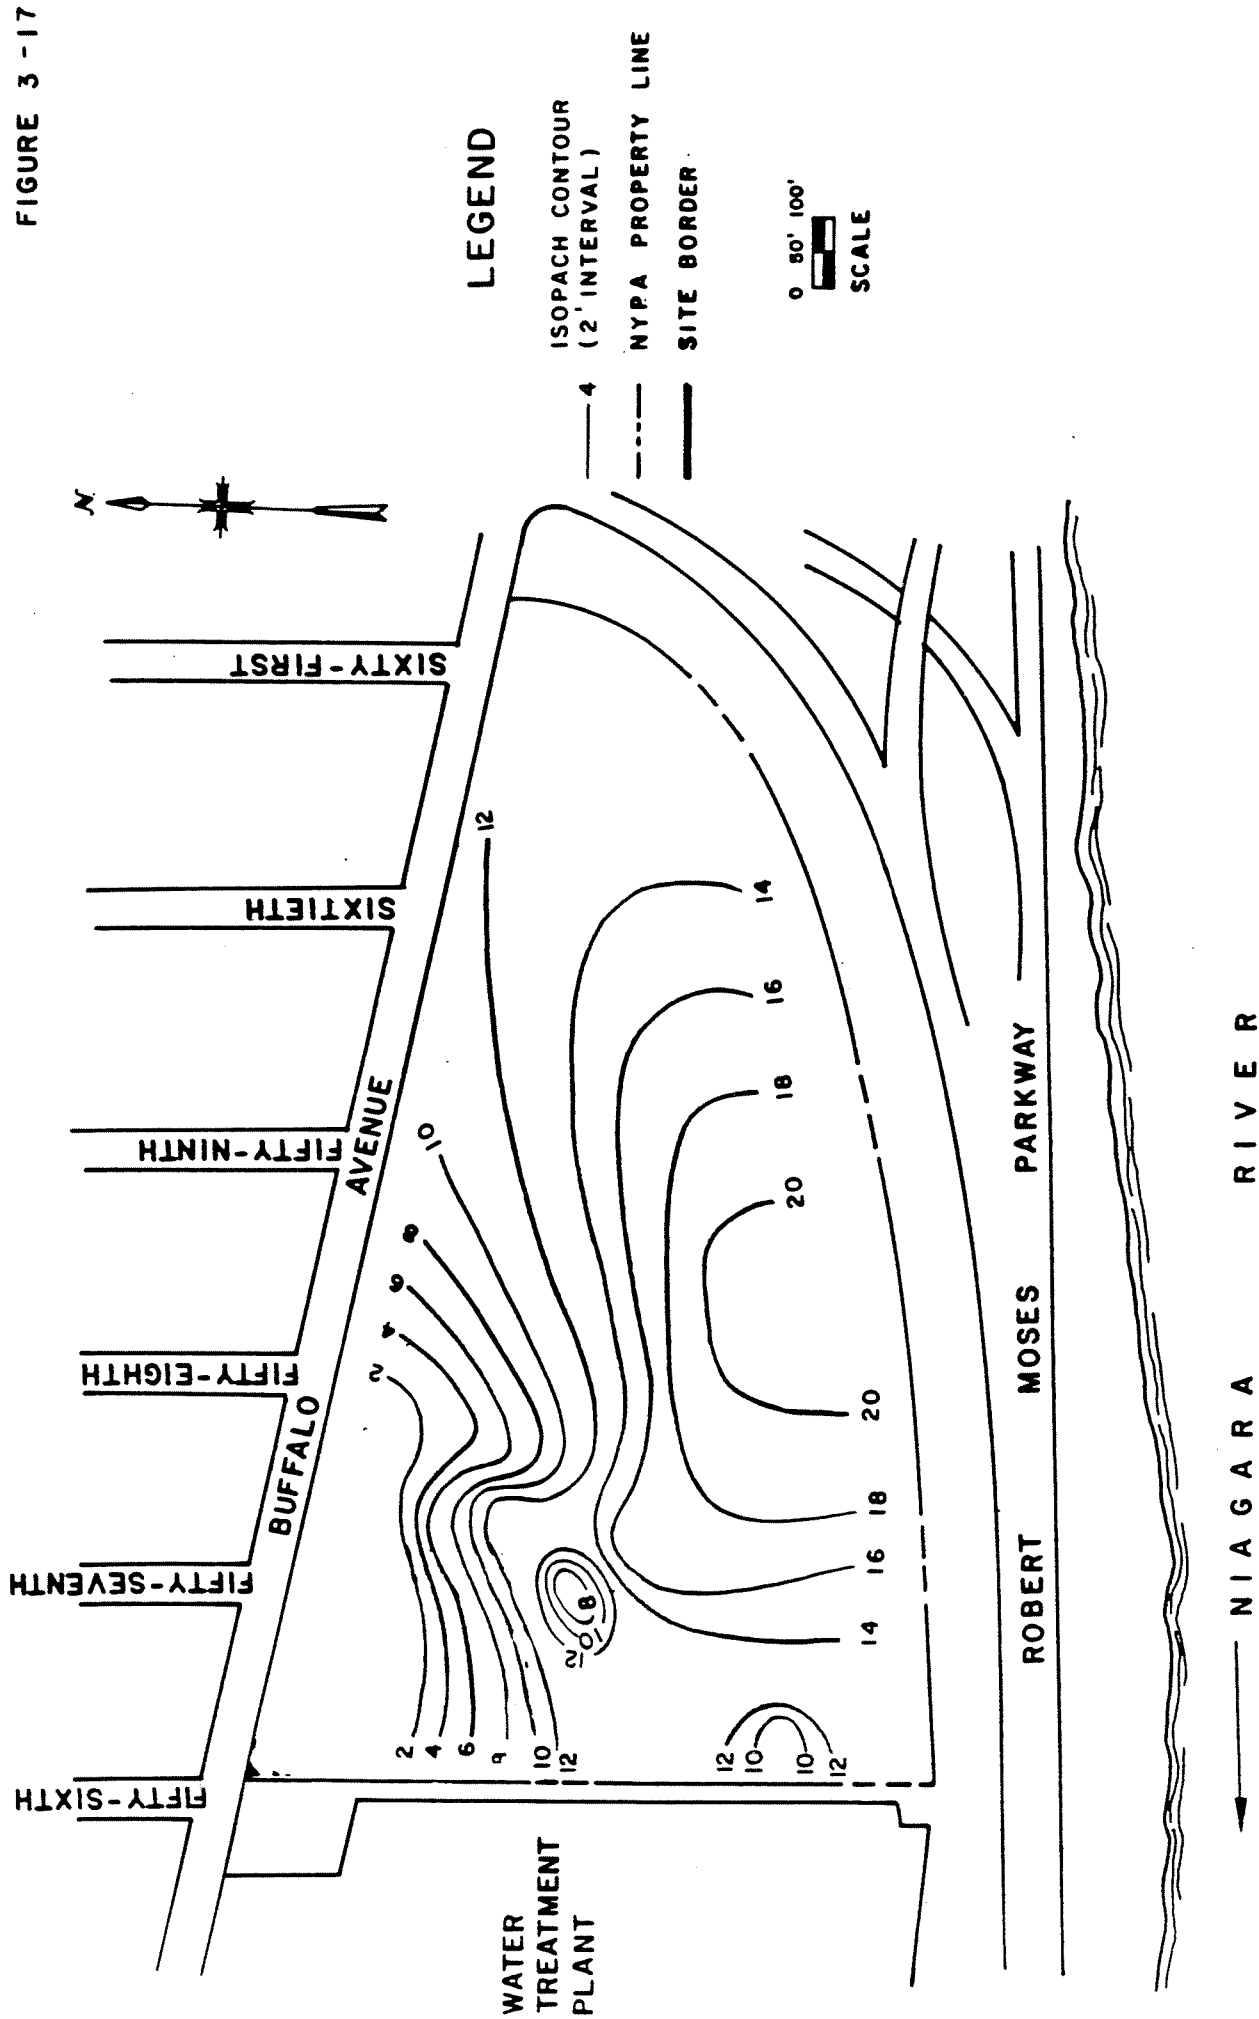 FIGURE 3-17
LEGEND
4 ISOPACH CONTOUR
(2' INTERVAL)
NYPA PROPERTY LINE
SITE BORDER
0 50' 100'
SCALE
N
FIFTY-SIXTH
FIFTY-SEVENTH
FIFTY-EIGHTH
FIFTY-NINTH
SIXTIETH
SIXTY-FIRST
BUFFALO AVENUE
2
4
6
8
10
12
14
16
18
20
20
18
16
14
2
4
6
10
12
12
10
8
12
10
10
12
WATER
TREATMENT
PLANT
ROBERT MOSES PARKWAY
NIAGARA RIVER